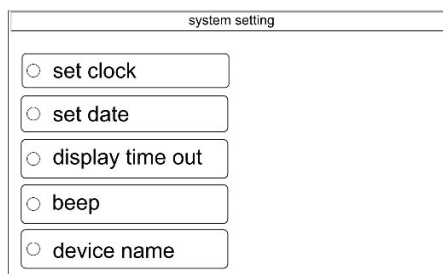 system setting
set clock
set date
display time out
beep
device name